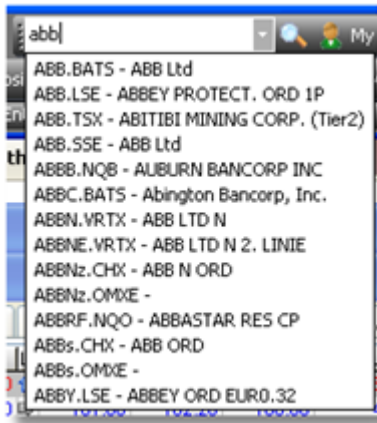 abb
My
ABB.BATS - ABB Ltd
ABB.LSE - ABBEY PROTECT. ORD 1P
ABB.TSX - ABITIBI MINING CORP. (Tier2)
ABB.SSE - ABB Ltd
ABBB.NQB - AUBURN BANCORP INC
ABBC.BATS - Abington Bancorp, Inc.
ABBN.VRTX - ABB LTD N
ABBNE.VRTX - ABB LTD N 2. LINIE
ABBNz.CHX - ABB N ORD
ABBNz.OMXE -
ABBRF.NQO - ABBASTAR RES CP
ABBs.CHX - ABB ORD
ABBs.OMXE -
ABBY.LSE - ABBEY ORD EUR0.32